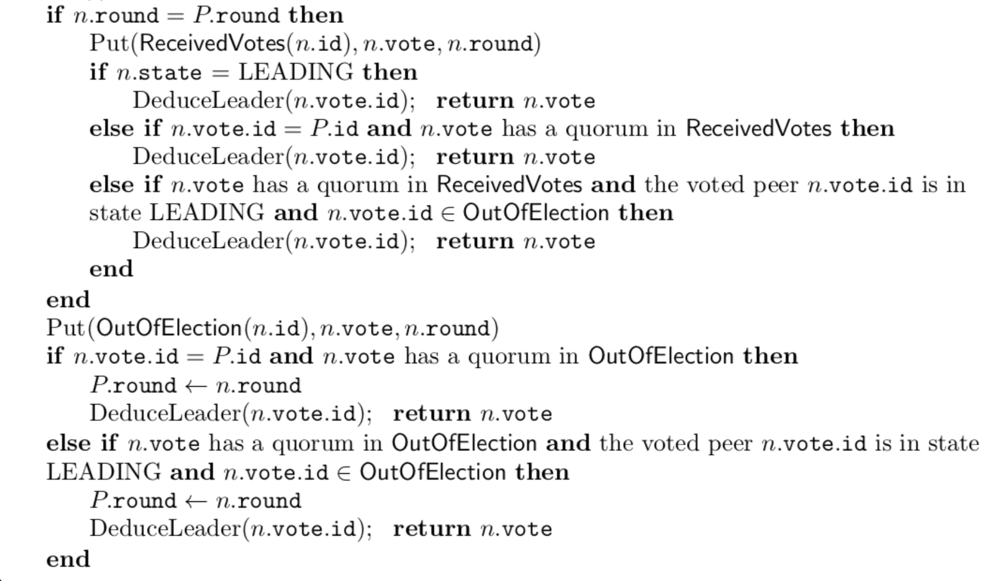 if n.round = P.round then
Put(ReceivedVotes(n.id), n.vote, n.round)
if n.state = LEADING then
DeduceLeader(n.vote.id); return n.vote
else if n.vote.id = P.id and n.vote has a quorum in ReceivedVotes then
DeduceLeader(n.vote.id); return n.vote
else if n.vote has a quorum in ReceivedVotes and the voted peer n.vote.id is in
state LEADING and n.vote.id ∈ OutOfElection then
DeduceLeader(n.vote.id); return n.vote
end
end
Put(OutOfElection(n.id), n.vote, n.round)
if n.vote.id = P.id and n.vote has a quorum in OutOfElection then
P.round ← n.round
DeduceLeader(n.vote.id); return n.vote
else if n.vote has a quorum in OutOfElection and the voted peer n.vote.id is in state
LEADING and n.vote.id ∈ OutOfElection then
P.round ← n.round
DeduceLeader(n.vote.id); return n.vote
end